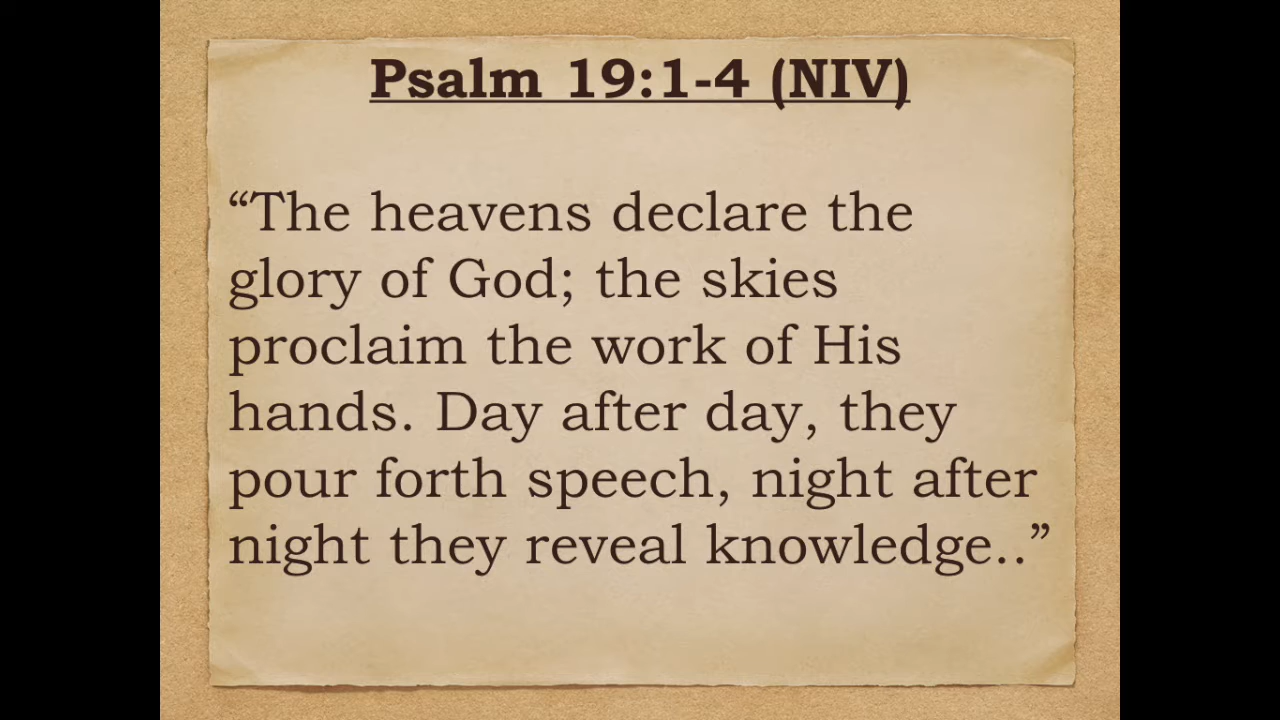 Psalm 19:1-4 (NIV)
“The heavens declare the
glory of God; the skies
proclaim the work of His
hands. Day after day, they
pour forth speech, night after
night they reveal knowledge..”